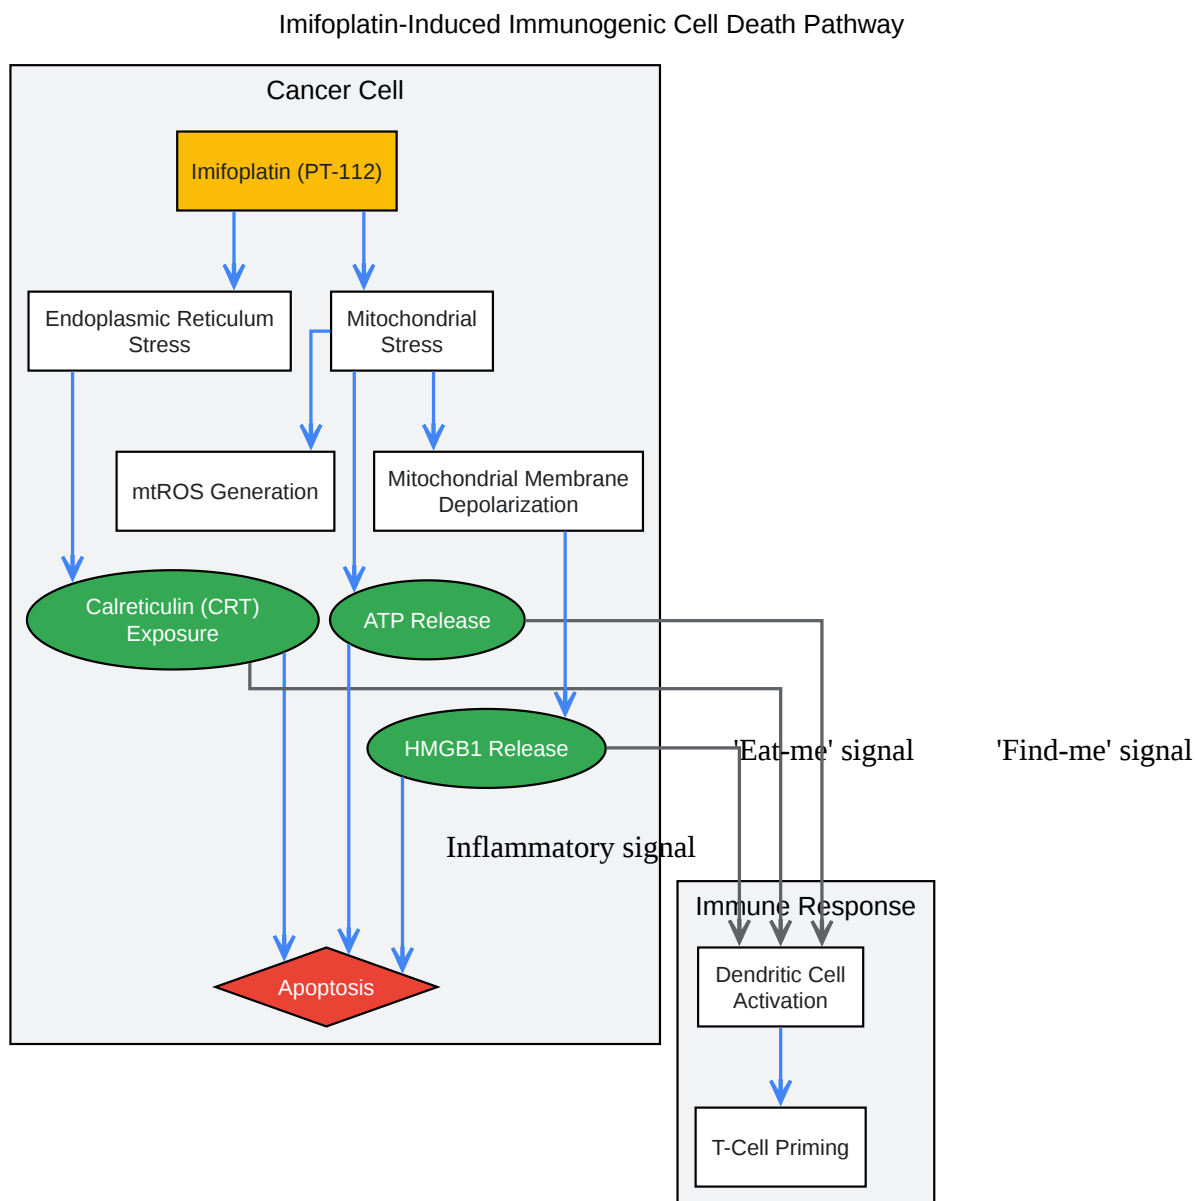 Imifoplatin-Induced Immunogenic Cell Death Pathway
Cancer Cell
Imifoplatin (PT-112)
Endoplasmic Reticulum
Stress
Mitochondrial
Stress
mtROS Generation
Mitochondrial Membrane
Depolarization
Calreticulin (CRT)
Exposure
ATP Release
HMGB1 Release
'Eat-me' signal
'Find-me' signal
Inflammatory signal
Immune Response
Apoptosis
Dendritic Cell
Activation
T-Cell Priming